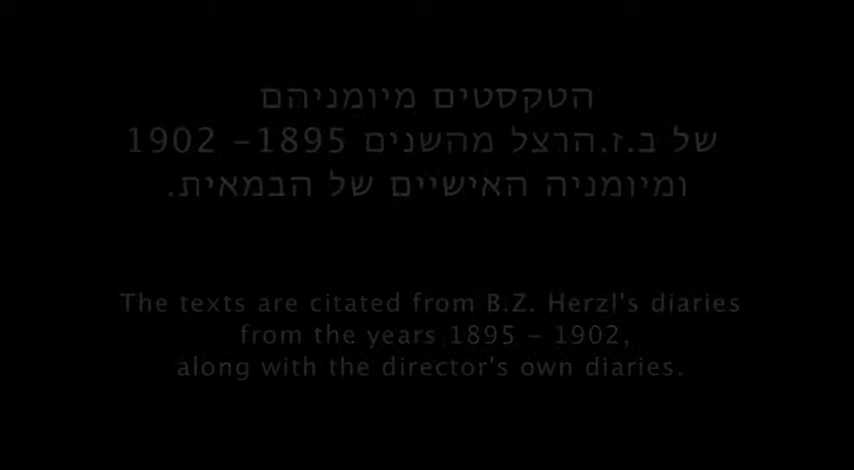 הטקסטים מיומניהם
של ב.ז.הרצל מהשנים 1895– 1902
ומיומניה האישיים של הבמאית.
The texts are citated from B.Z. Herzl's diaries
from the years 1895 – 1902,
along with the director's own diaries.